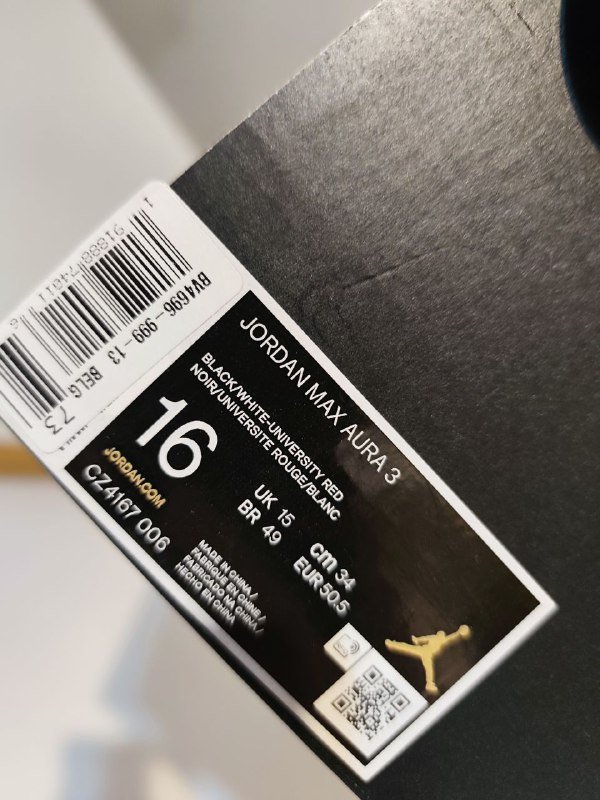 BV4696-999-13 BELG 73
JORDAN MAX AURA 3
BLACK/WHITE-UNIVERSITY RED
NOIR/UNIVERSITE ROUGE/BLANC
16
UK 15
BR 49
cm 34
EUR 50.5
JORDAN.COM
CZ4167 006
MADE IN CHINA/
FABRIQUE EN CHINE/
FABRICADO NA CHINA/
HECHO EN CHINA